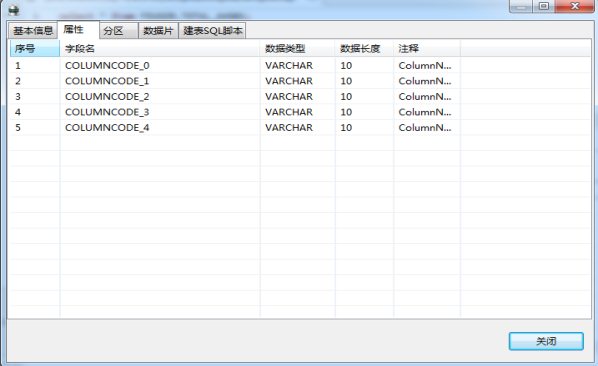 基本信息 属性 分区 数据片 建表SQL脚本
序号 字段名 数据类型 数据长度 注释
1 COLUMNCODE_0 VARCHAR 10 ColumnN...
2 COLUMNCODE_1 VARCHAR 10 ColumnN...
3 COLUMNCODE_2 VARCHAR 10 ColumnN...
4 COLUMNCODE_3 VARCHAR 10 ColumnN...
5 COLUMNCODE_4 VARCHAR 10 ColumnN...
关闭